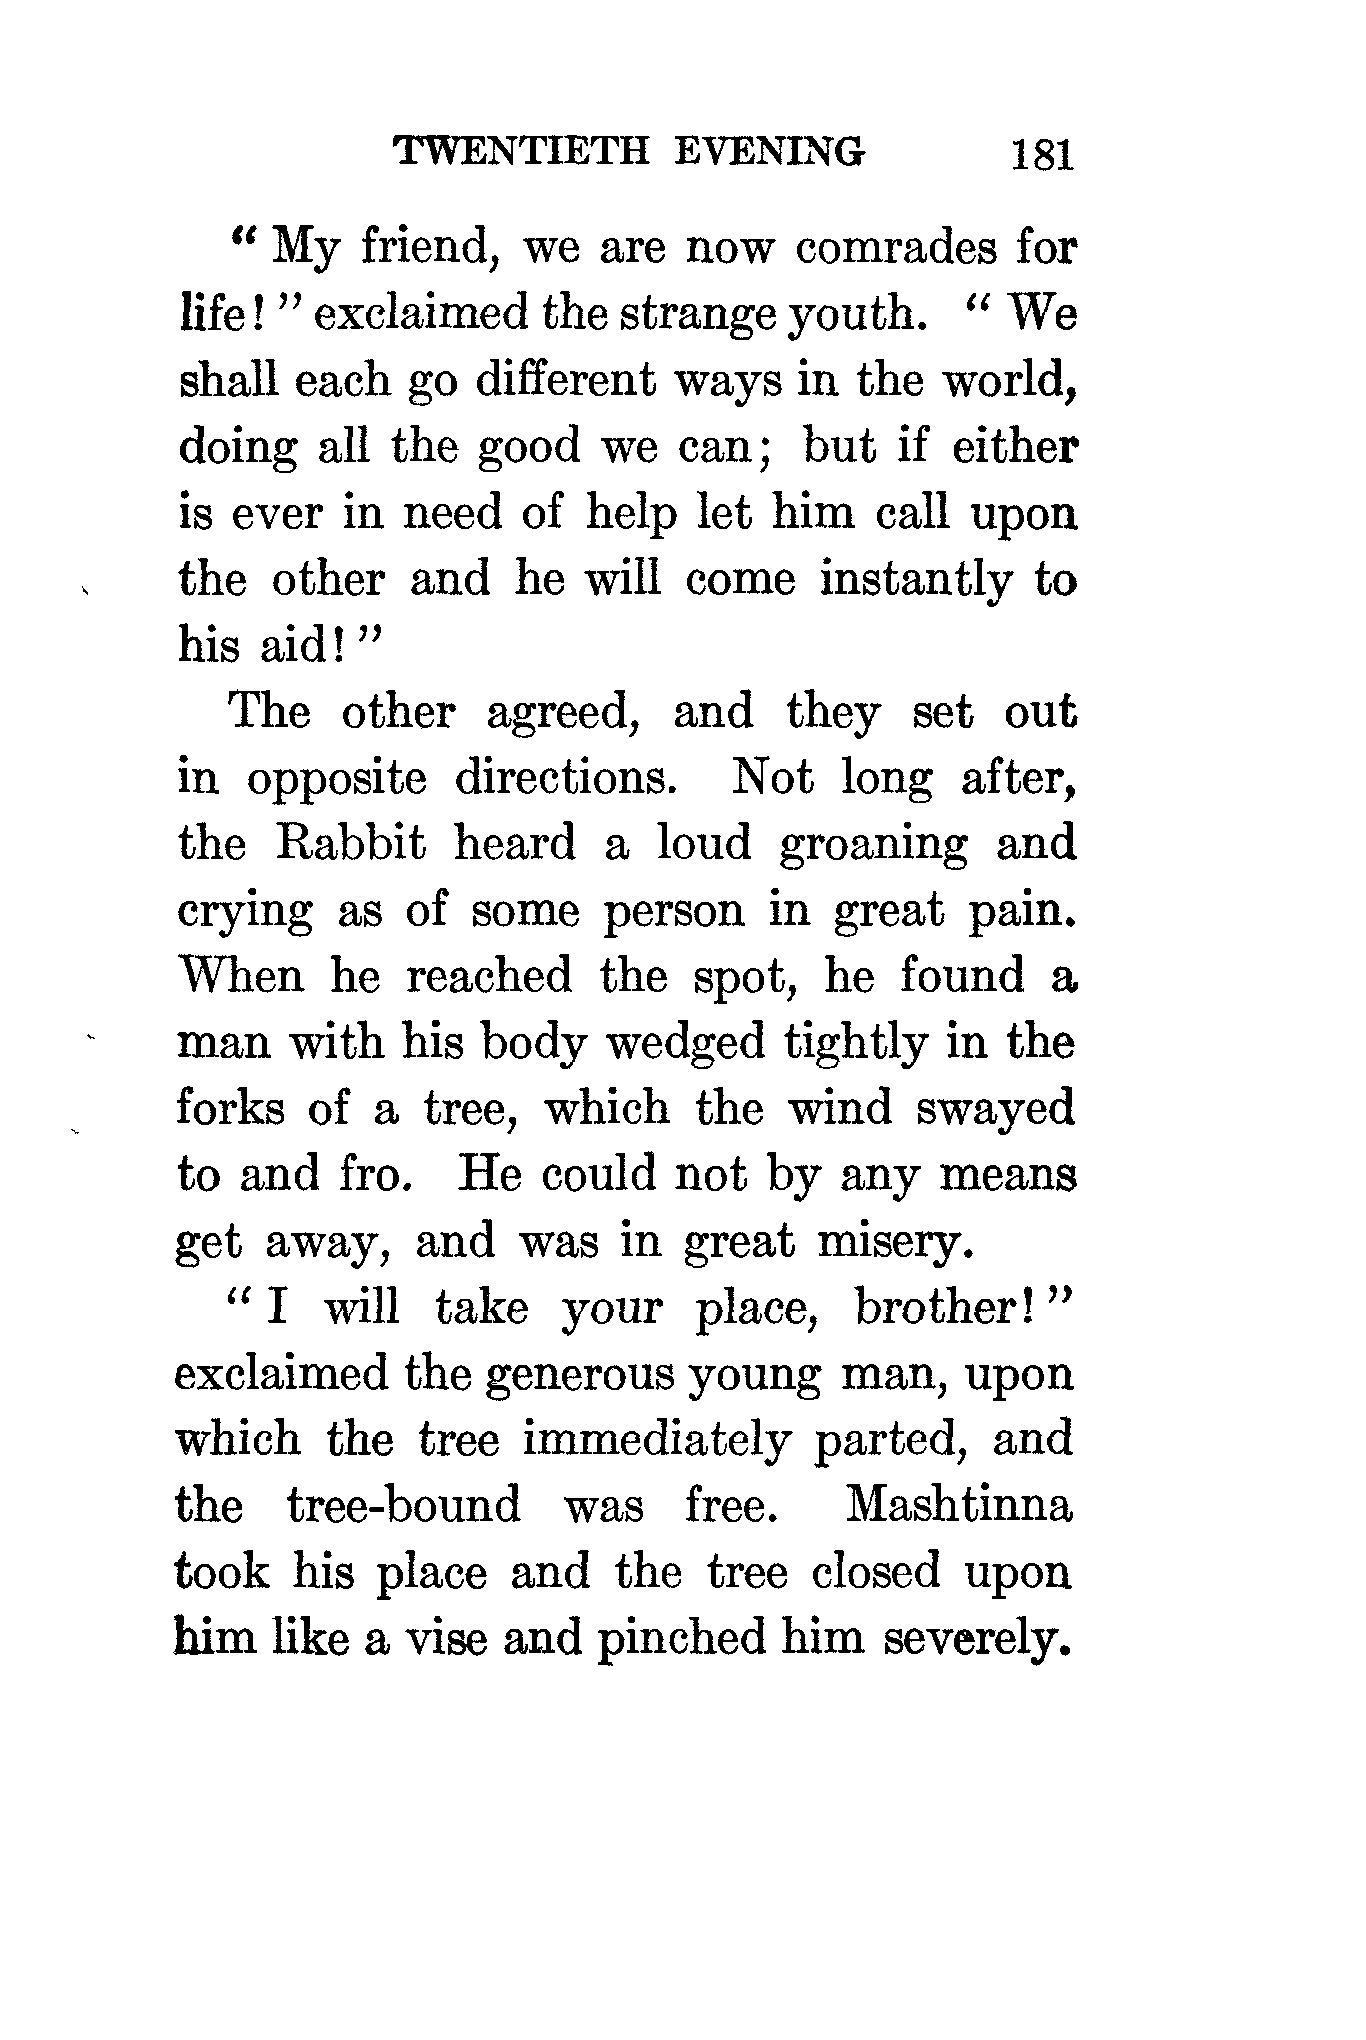 TWENTIETH EVENING 181
“ My friend, we are now comrades for
life! ” exclaimed the strange youth. “ We
shall each go different ways in the world,
doing all the good we can; but if either
is ever in need of help let him call upon
the other and he will come instantly to
his aid! ”
The other agreed, and they set out
in opposite directions. Not long after,
the Rabbit heard a loud groaning and
crying as of some person in great pain.
When he reached the spot, he found a
man with his body wedged tightly in the
forks of a tree, which the wind swayed
to and fro. He could not by any means
get away, and was in great misery.
“ I will take your place, brother! ”
exclaimed the generous young man, upon
which the tree immediately parted, and
the tree-bound was free. Mashtinna
took his place and the tree closed upon
him like a vise and pinched him severely.